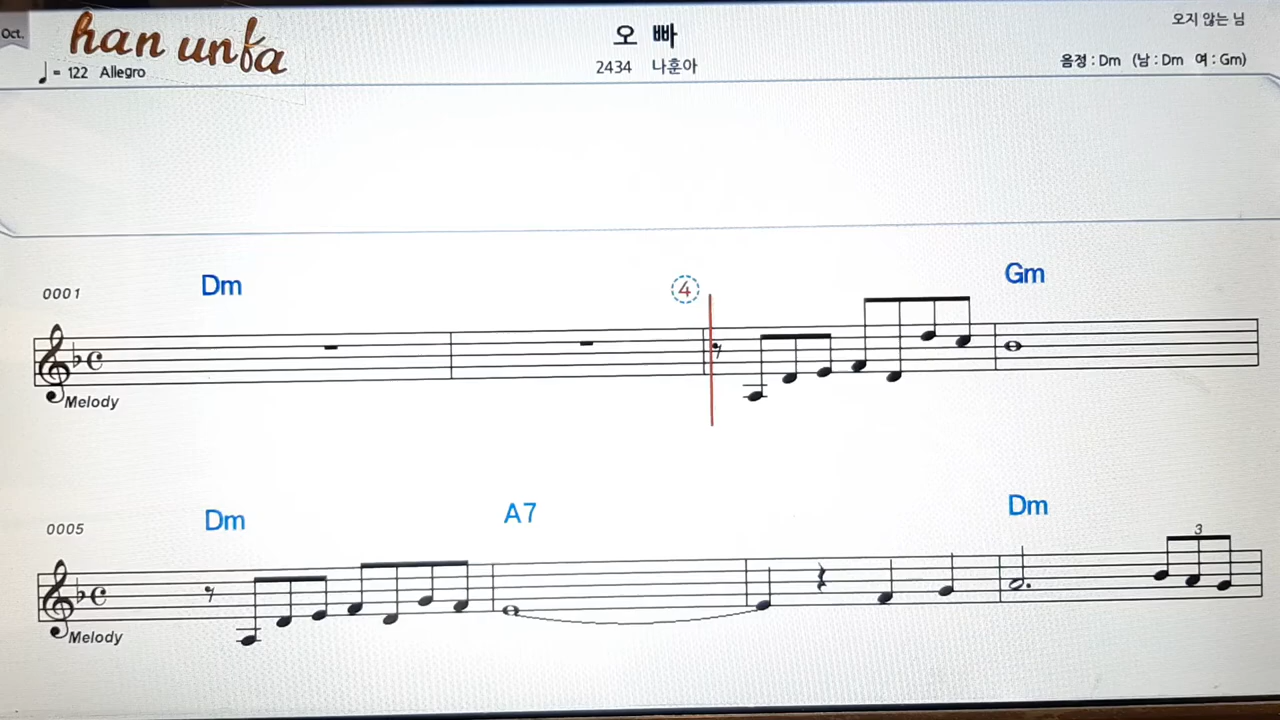 Oct.
han unfa
오 빠
오지 않는 님
♩ = 122 Allegro
2434 나훈아
음정 : Dm (남 : Dm 여 : Gm)
0001
Dm
4
Gm
Melody
0005
Dm
A7
Dm
3
Melody